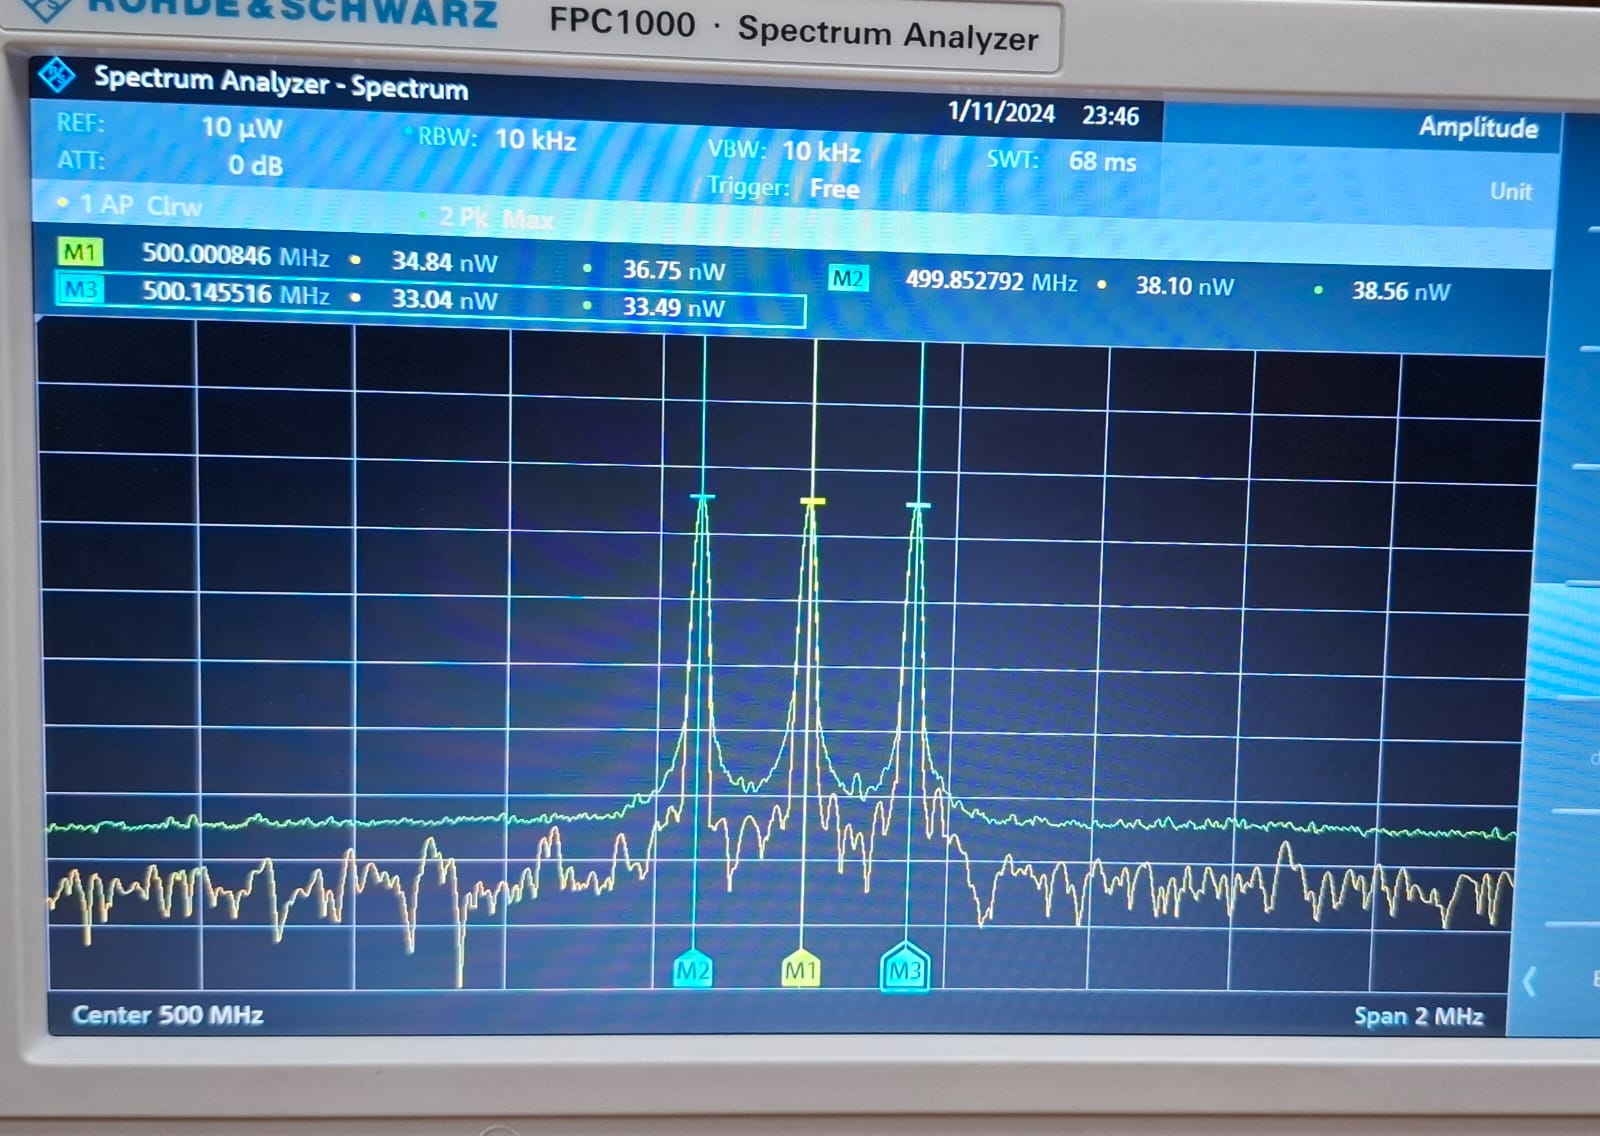 ROHDE & SCHWARZ FPC1000 · Spectrum Analyzer
Spectrum Analyzer - Spectrum
1/11/2024 23:46
Amplitude
REF: 10 µW RBW: 10 kHz VBW: 10 kHz SWT: 68 ms
ATT: 0 dB Trigger: Free
Unit
1 AP Clrw 2 Pk Max
M1 500.000846 MHz 34.84 nW 36.75 nW M2 499.852792 MHz 38.10 nW 38.56 nW
M3 500.145516 MHz 33.04 nW 33.49 nW
M2 M1 M3
Center 500 MHz Span 2 MHz